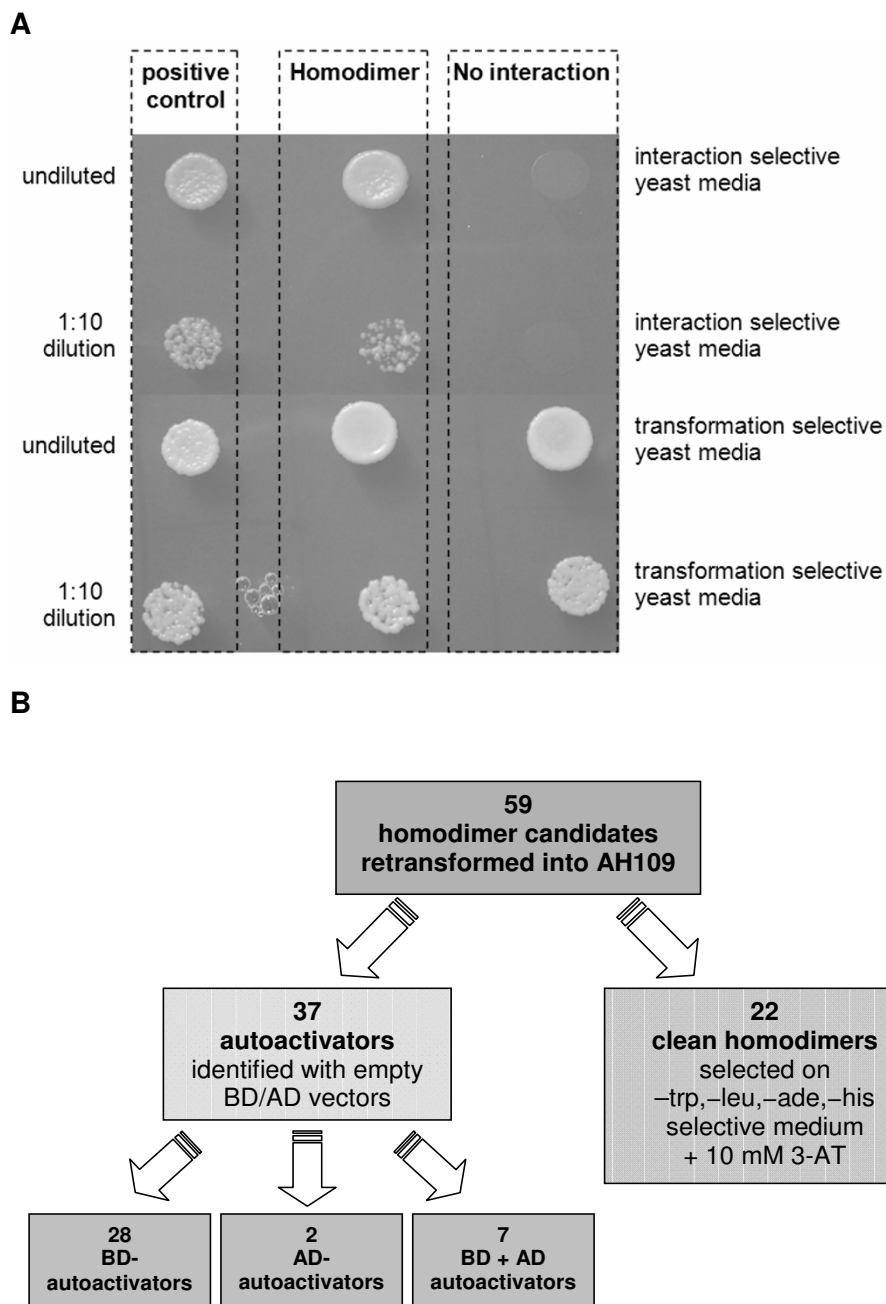 A
positive
control
Homodimer
No interaction
undiluted
interaction selective
yeast media
1:10
dilution
interaction selective
yeast media
undiluted
transformation selective
yeast media
1:10
dilution
transformation selective
yeast media
B
59
homodimer candidates
retransformed into AH109
37
autoactivators
identified with empty
BD/AD vectors
22
clean homodimers
selected on
–trp,–leu,–ade,–his
selective medium
+ 10 mM 3-AT
28
BD-
autoactivators
2
AD-
autoactivators
7
BD + AD
autoactivators